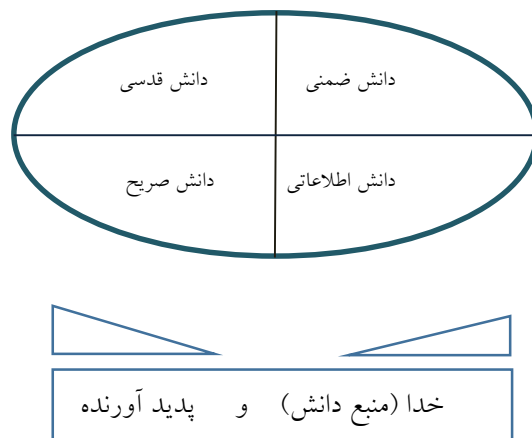 دانش ضمنی
دانش قدسی
دانش اطلاعاتی
دانش صریح
خدا (منبع دانش) و پدید آورنده